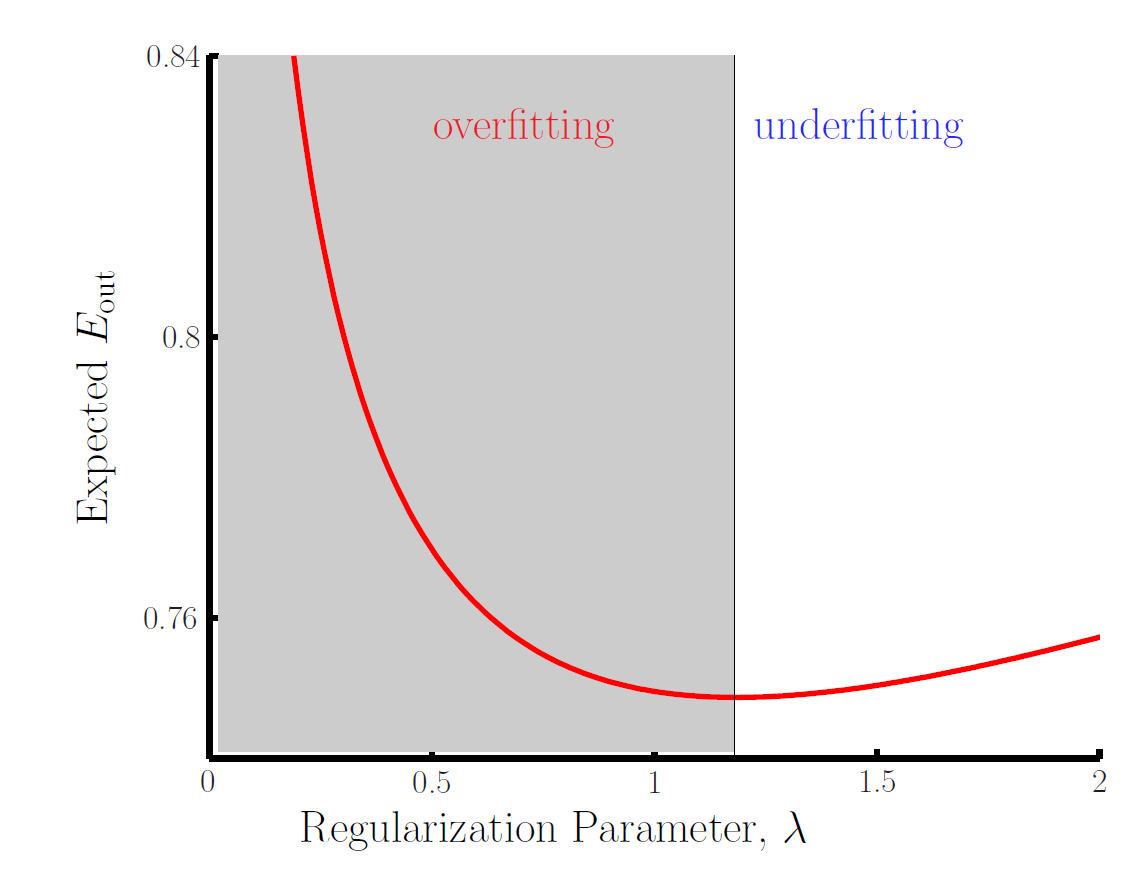 0.84
overfitting
underfitting
0.8
Expected E_out
0.76
0
0.5
1
1.5
2
Regularization Parameter, λ